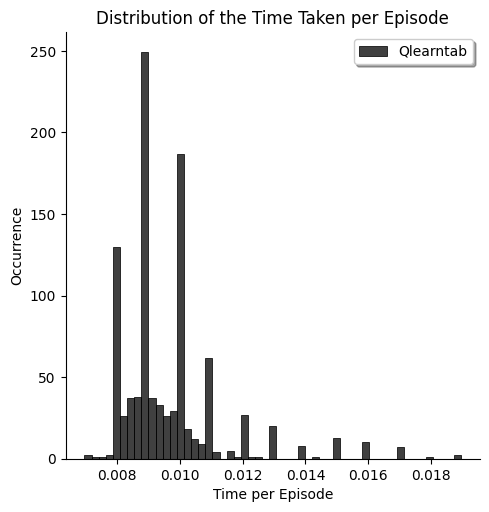 Distribution of the Time Taken per Episode
Qlearntab
250
200
150
100
50
0
Occurrence
0.008 0.010 0.012 0.014 0.016 0.018
Time per Episode